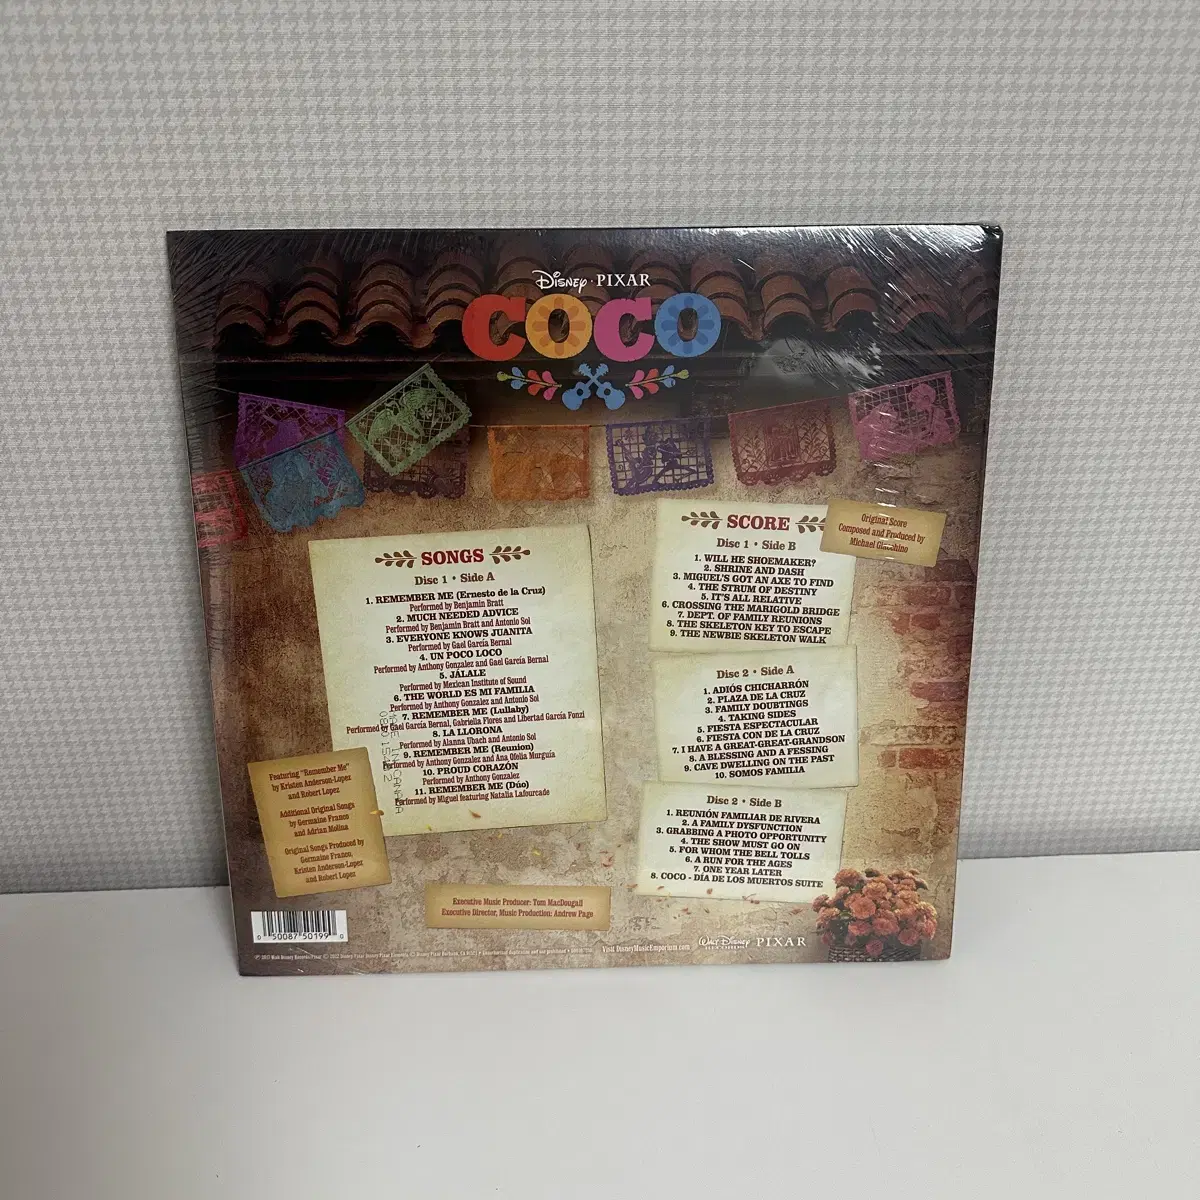 Disney · PIXAR
COCO
SONGS
Disc 1 • Side A
1. REMEMBER ME (Ernesto de la Cruz)
Performed by Benjamin Bratt
2. MUCH NEEDED ADVICE
Performed by Benjamin Bratt and Antonio Sol
3. EVERYONE KNOWS JUANITA
Performed by Gael García Bernal
4. UN POCO LOCO
Performed by Anthony Gonzalez and Gael García Bernal
5. JÁLALE
Performed by Mexican Institute of Sound
6. THE WORLD ES MI FAMILIA
Performed by Anthony Gonzalez and Antonio Sol
7. REMEMBER ME (Lullaby)
Performed by Gael García Bernal, Gabriella Flores and Libertad García Fonzi
8. LA LLORONA
Performed by Alanna Ubach and Antonio Sol
9. REMEMBER ME (Reunion)
Performed by Anthony Gonzalez and Ana Ofelia Murguía
10. PROUD CORAZÓN
Performed by Anthony Gonzalez
11. REMEMBER ME (Dúo)
Performed by Miguel featuring Natalia Lafourcade
MADE IN CANADA
Featuring "Remember Me"
by Kristen Anderson-Lopez
and Robert Lopez
Additional Original Songs
by Germaine Franco
and Adrian Molina
Original Songs Produced by
Germaine Franco,
Kristen Anderson-Lopez
and Robert Lopez
SCORE
Disc 1 • Side B
1. WILL HE SHOEMAKER?
2. SHRINE AND DASH
3. MIGUEL'S GOT AN AXE TO FIND
4. THE STRUM OF DESTINY
5. IT'S ALL RELATIVE
6. CROSSING THE MARIGOLD BRIDGE
7. DEPT. OF FAMILY REUNIONS
8. THE SKELETON KEY TO ESCAPE
9. THE NEWBIE SKELETON WALK
Original Score
Composed and Produced by
Michael Giacchino
Disc 2 • Side A
1. ADIÓS CHICHARRÓN
2. PLAZA DE LA CRUZ
3. FAMILY DOUBTINGS
4. TAKING SIDES
5. FIESTA ESPECTACULAR
6. FIESTA CON DE LA CRUZ
7. I HAVE A GREAT-GREAT-GRANDSON
8. A BLESSING AND A FESSING
9. CAVE DWELLING ON THE PAST
10. SOMOS FAMILIA
Disc 2 • Side B
1. REUNIÓN FAMILIAR DE RIVERA
2. A FAMILY DYSFUNCTION
3. GRABBING A PHOTO OPPORTUNITY
4. THE SHOW MUST GO ON
5. FOR WHOM THE BELL TOLLS
6. A RUN FOR THE AGES
7. ONE YEAR LATER
8. COCO - DÍA DE LOS MUERTOS SUITE
Executive Music Producer: Tom MacDougall
Executive Director, Music Production: Andrew Page
0 50087 50199 0
Visit DisneyMusicEmporium.com
Walt Disney RECORDS PIXAR